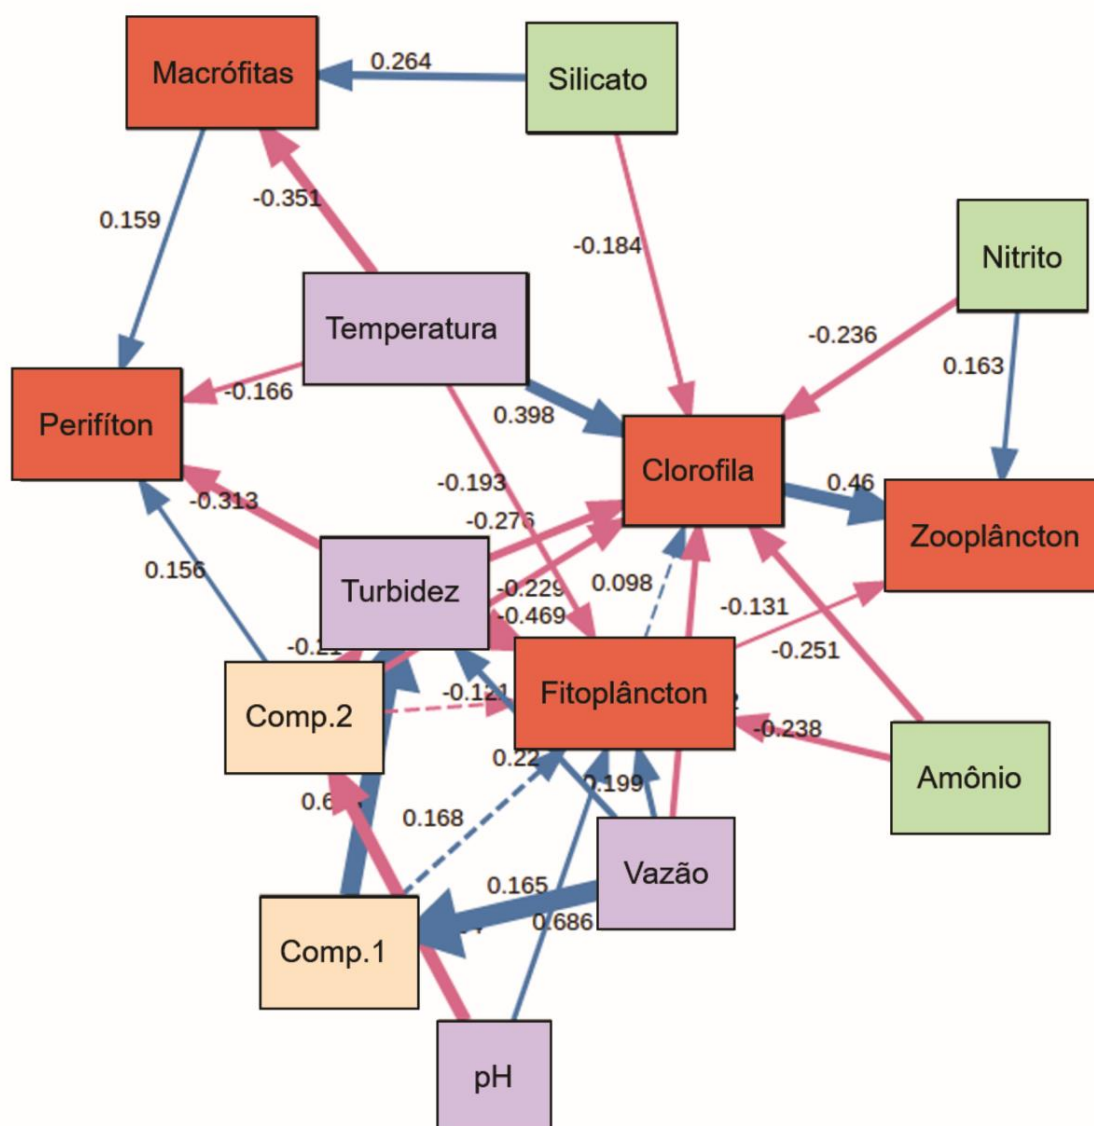 Macrófitas
0.264
Silicato
-0.351
0.159
-0.184
Nitrito
Temperatura
-0.236
0.163
-0.166
0.398
Perifíton
Clorofila
-0.193
0.46
-0.313
-0.276
Zooplâncton
0.156
Turbidez
-0.229
0.098
-0.131
-0.469
-0.251
Comp.2
-0.121
Fitoplâncton
-0.238
0.22
0.199
Amônio
0.168
Vazão
0.165
0.686
Comp.1
pH